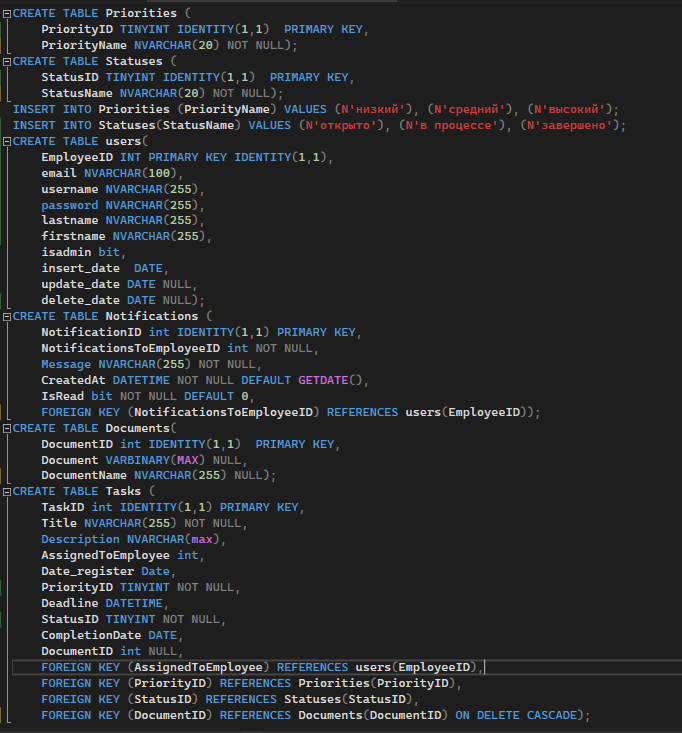 CREATE TABLE Priorities (
    PriorityID TINYINT IDENTITY(1,1)  PRIMARY KEY,
    PriorityName NVARCHAR(20) NOT NULL);
CREATE TABLE Statuses (
    StatusID TINYINT IDENTITY(1,1)  PRIMARY KEY,
    StatusName NVARCHAR(20) NOT NULL);
INSERT INTO Priorities (PriorityName) VALUES (N'низкий'), (N'средний'), (N'высокий');
INSERT INTO Statuses(StatusName) VALUES (N'открыто'), (N'в процессе'), (N'завершено');
CREATE TABLE users(
    EmployeeID INT PRIMARY KEY IDENTITY(1,1),
    email NVARCHAR(100),
    username NVARCHAR(255),
    password NVARCHAR(255),
    lastname NVARCHAR(255),
    firstname NVARCHAR(255),
    isadmin bit,
    insert_date  DATE,
    update_date DATE NULL,
    delete_date DATE NULL);
CREATE TABLE Notifications (
    NotificationID int IDENTITY(1,1) PRIMARY KEY,
    NotificationsToEmployeeID int NOT NULL,
    Message NVARCHAR(255) NOT NULL,
    CreatedAt DATETIME NOT NULL DEFAULT GETDATE(),
    IsRead bit NOT NULL DEFAULT 0,
    FOREIGN KEY (NotificationsToEmployeeID) REFERENCES users(EmployeeID));
CREATE TABLE Documents(
    DocumentID int IDENTITY(1,1)  PRIMARY KEY,
    Document VARBINARY(MAX) NULL,
    DocumentName NVARCHAR(255) NULL);
CREATE TABLE Tasks (
    TaskID int IDENTITY(1,1) PRIMARY KEY,
    Title NVARCHAR(255) NOT NULL,
    Description NVARCHAR(max),
    AssignedToEmployee int,
    Date_register Date,
    PriorityID TINYINT NOT NULL,
    Deadline DATETIME,
    StatusID TINYINT NOT NULL,
    CompletionDate DATE,
    DocumentID int NULL,
    FOREIGN KEY (AssignedToEmployee) REFERENCES users(EmployeeID),
    FOREIGN KEY (PriorityID) REFERENCES Priorities(PriorityID),
    FOREIGN KEY (StatusID) REFERENCES Statuses(StatusID),
    FOREIGN KEY (DocumentID) REFERENCES Documents(DocumentID) ON DELETE CASCADE);